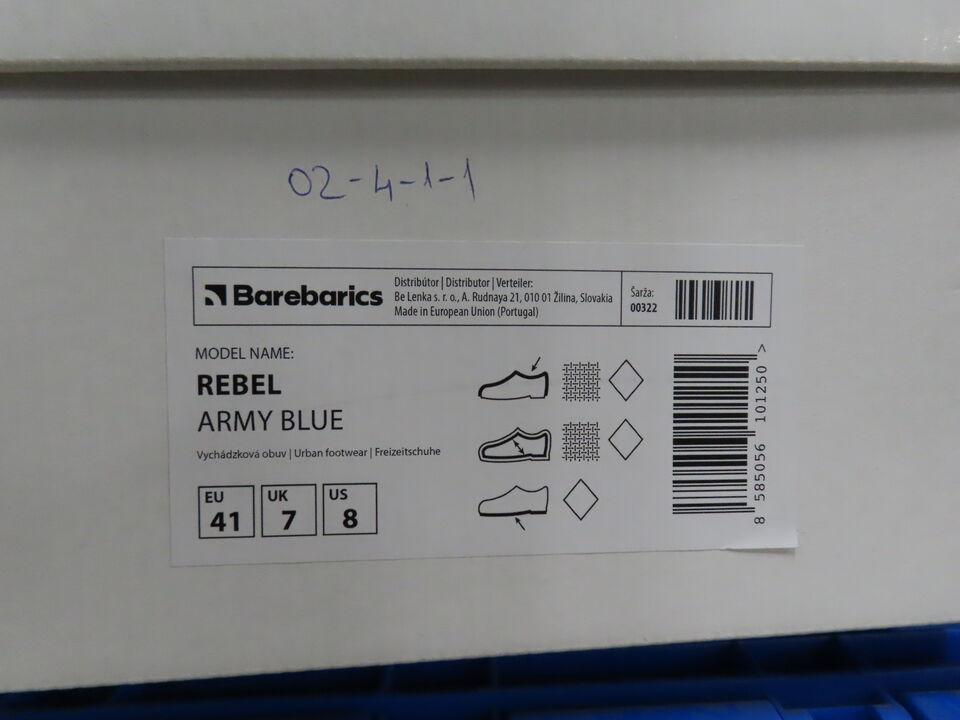 02-4-1-1
Barebarics
Distribútor | Distributor | Verteiler:
Be Lenka s. r. o., A. Rudnaya 21, 010 01 Žilina, Slovakia
Made in European Union (Portugal)
Šarža:
00322
MODEL NAME:
REBEL
ARMY BLUE
Vychádzková obuv | Urban footwear | Freizeitschuhe
EU
41
UK
7
US
8
8 585056 101250 >